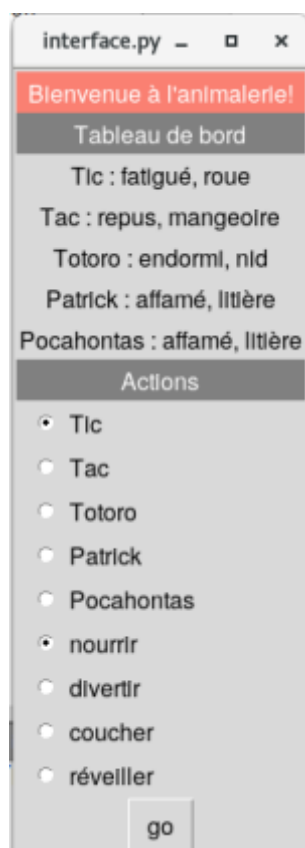 interface.py
Bienvenue à l'animalerie!
Tableau de bord
Tic : fatigué, roue
Tac : repus, mangeoire
Totoro : endormi, nid
Patrick : affamé, litière
Pocahontas : affamé, litière
Actions
Tic
Tac
Totoro
Patrick
Pocahontas
nourrir
divertir
coucher
réveiller
go